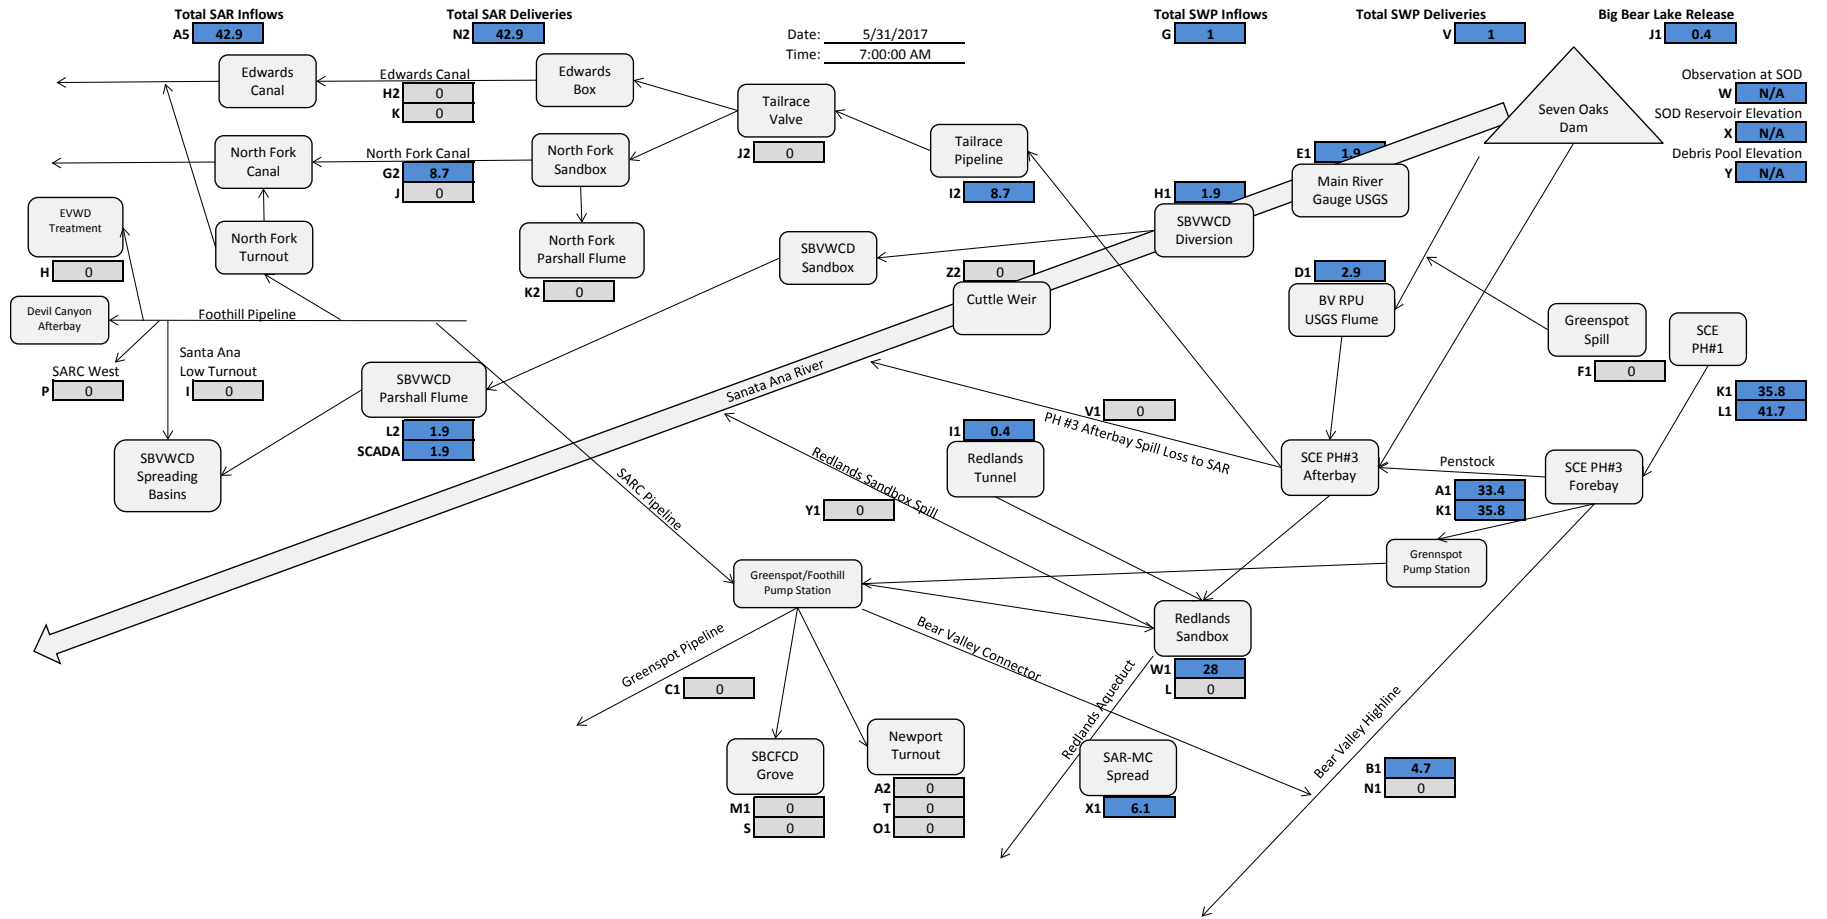 Total SAR Inflows
A5 42.9
Total SAR Deliveries
N2 42.9
Date: 5/31/2017
Time: 7:00:00 AM
Total SWP Inflows
G 1
Total SWP Deliveries
V 1
Big Bear Lake Release
J1 0.4
Edwards
Canal
Edwards Canal
H2 0
K 0
Edwards
Box
Tailrace
Valve
J2 0
Tailrace
Pipeline
I2 8.7
Seven Oaks
Dam
Observation at SOD
W N/A
SOD Reservoir Elevation
X N/A
Debris Pool Elevation
Y N/A
North Fork
Canal
North Fork Canal
G2 8.7
J 0
North Fork
Sandbox
E1 1.9
Main River
Gauge USGS
H1 1.9
SBVWCD
Diversion
EVWD
Treatment
H 0
North Fork
Turnout
North Fork
Parshall Flume
K2 0
SBVWCD
Sandbox
Z2 0
Cuttle Weir
D1 2.9
BV RPU
USGS Flume
Greenspot
Spill
F1 0
SCE
PH#1
K1 35.8
L1 41.7
Devil Canyon
Afterbay
Foothill Pipeline
SARC West
P 0
Santa Ana
Low Turnout
I 0
SBVWCD
Parshall Flume
L2 1.9
SCADA 1.9
Sanata Ana River
V1 0
PH #3 Afterbay Spill Loss to SAR
I1 0.4
Redlands
Tunnel
SBVWCD
Spreading
Basins
SARC Pipeline
Redlands Sandbox Spill
Y1 0
SCE PH#3
Afterbay
Penstock
A1 33.4
K1 35.8
SCE PH#3
Forebay
Grennspot
Pump Station
Greenspot/Foothill
Pump Station
Redlands
Sandbox
W1 28
L 0
Greenspot Pipeline
C1 0
Bear Valley Connector
Redlands Aqueduct
Bear Valley Highline
SBCFCD
Grove
M1 0
S 0
Newport
Turnout
A2 0
T 0
O1 0
SAR-MC
Spread
X1 6.1
B1 4.7
N1 0